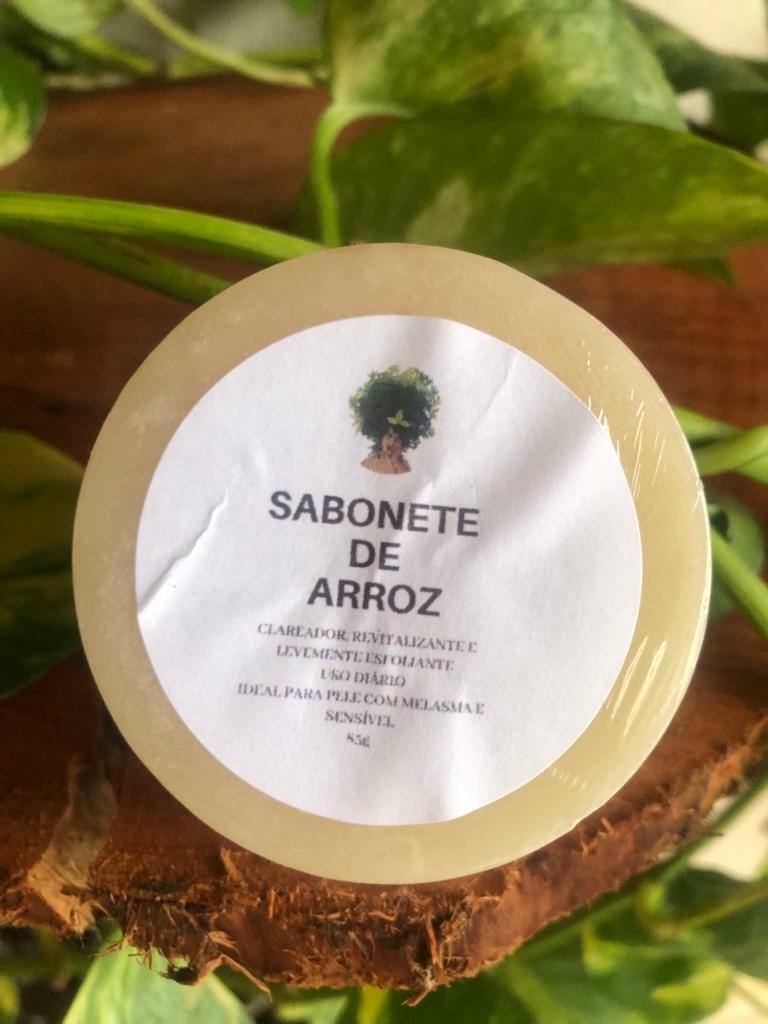 SABONETE
DE
ARROZ
CLAREADOR, REVITALIZANTE E
LEVEMENTE ESFOLIANTE
USO DIÁRIO
IDEAL PARA PELE COM MELASMA E
SENSÍVEL
85g